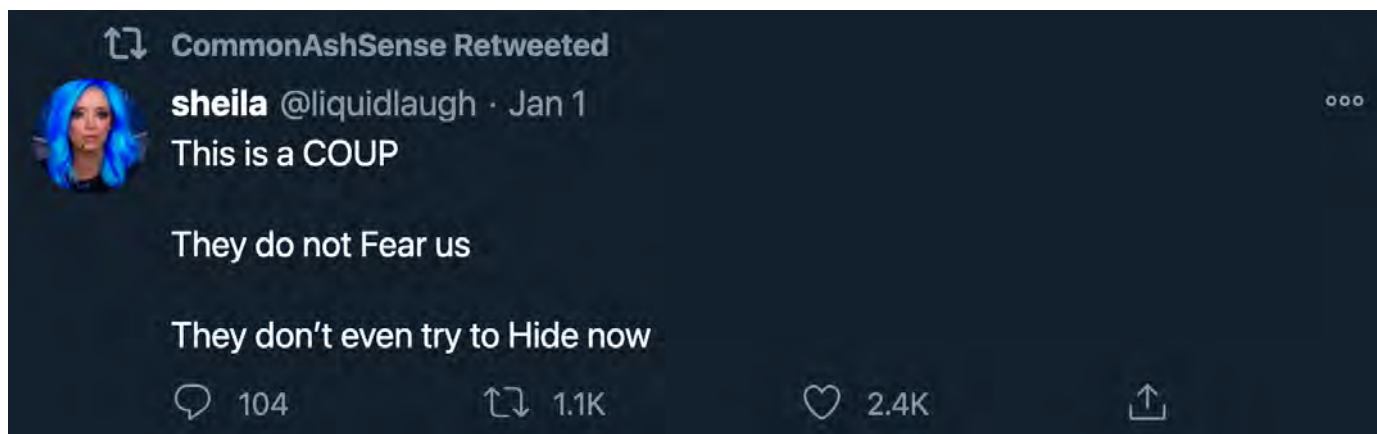 CommonAshSense Retweeted
sheila @liquidlaugh · Jan 1
This is a COUP
They do not Fear us
They don't even try to Hide now
104 1.1K 2.4K